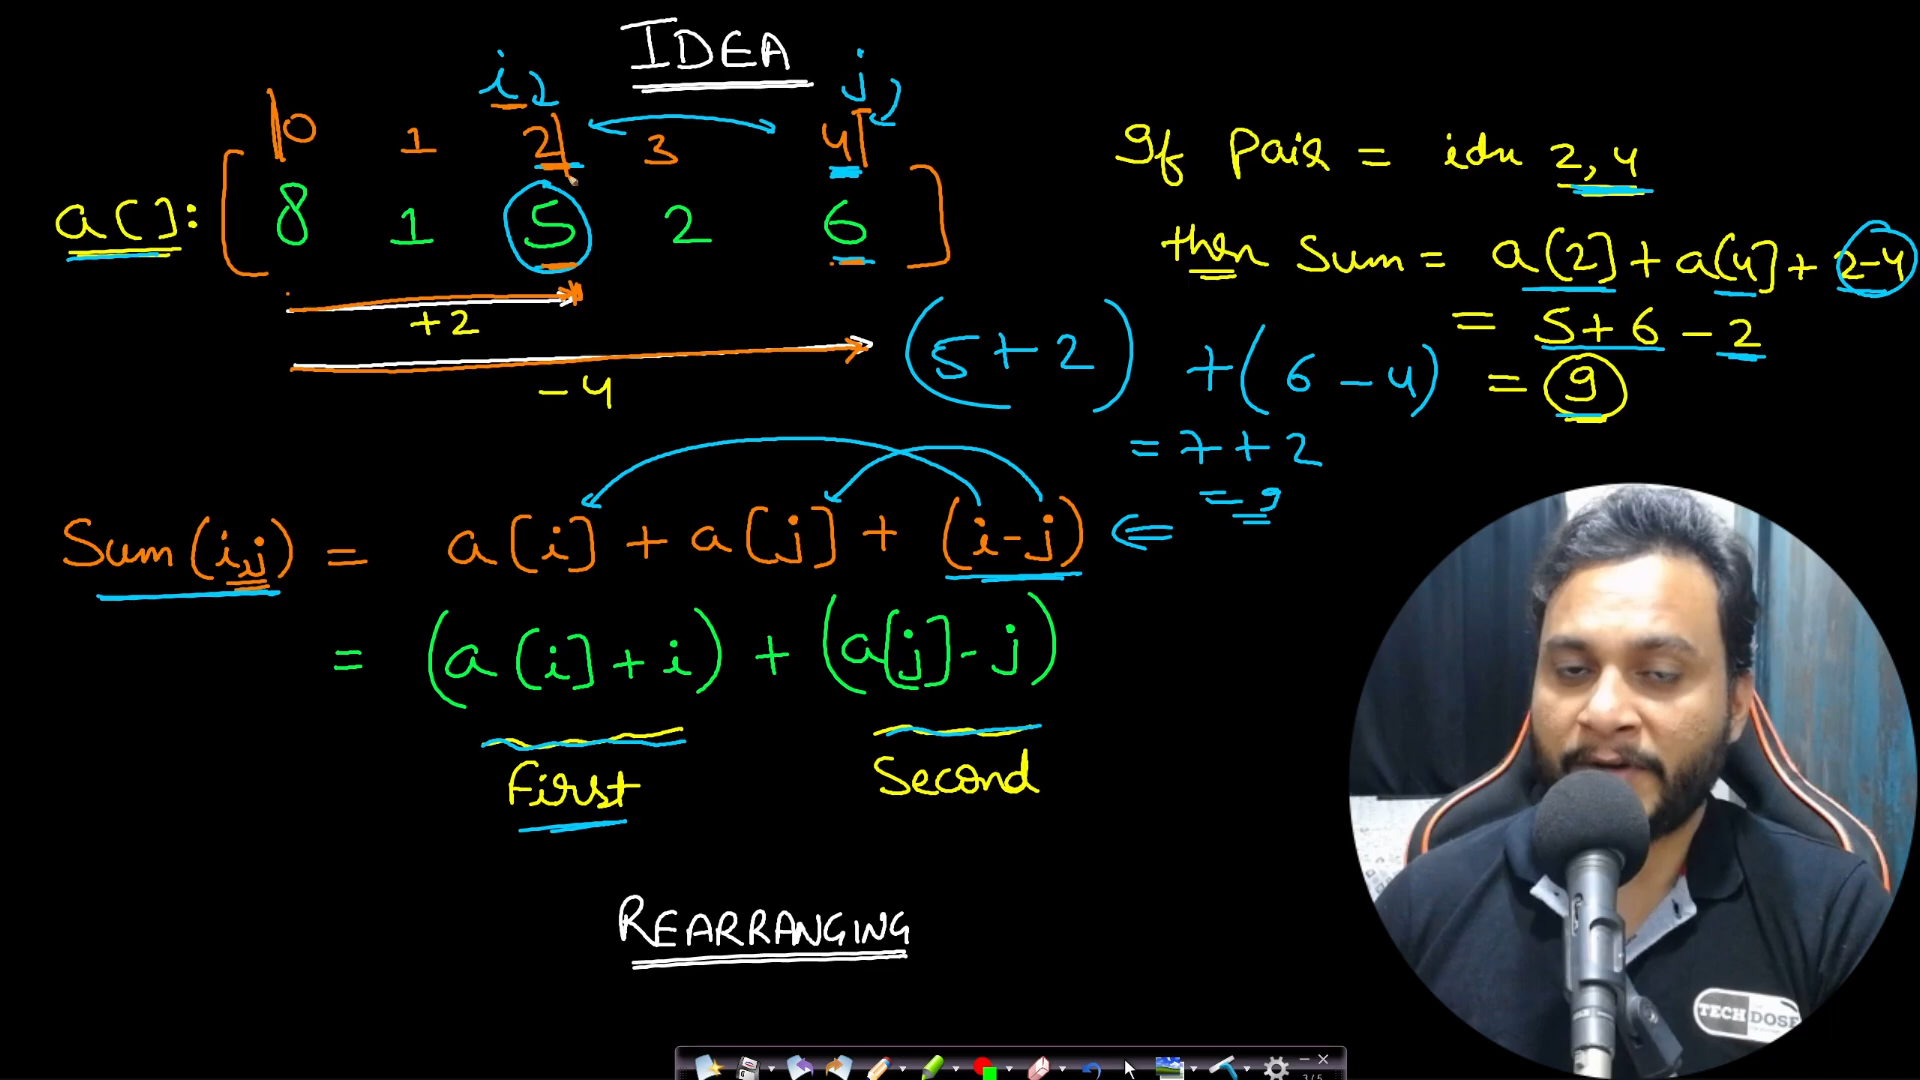 IDEA
i j
0 1 2 3 4
a[]: [ 8 1 5 2 6 ]
+2
-4
If Pair = idx 2,4
then Sum = a[2] + a[4] + 2-4
= 5+6 -2
= 9
(5+2) + (6-4)
= 7+2
= 9
Sum(i,j) = a[i] + a[j] + (i-j) ⇐
= (a[i]+i) + (a[j]-j)
First Second
REARRANGING
TECH DOSE
3/5